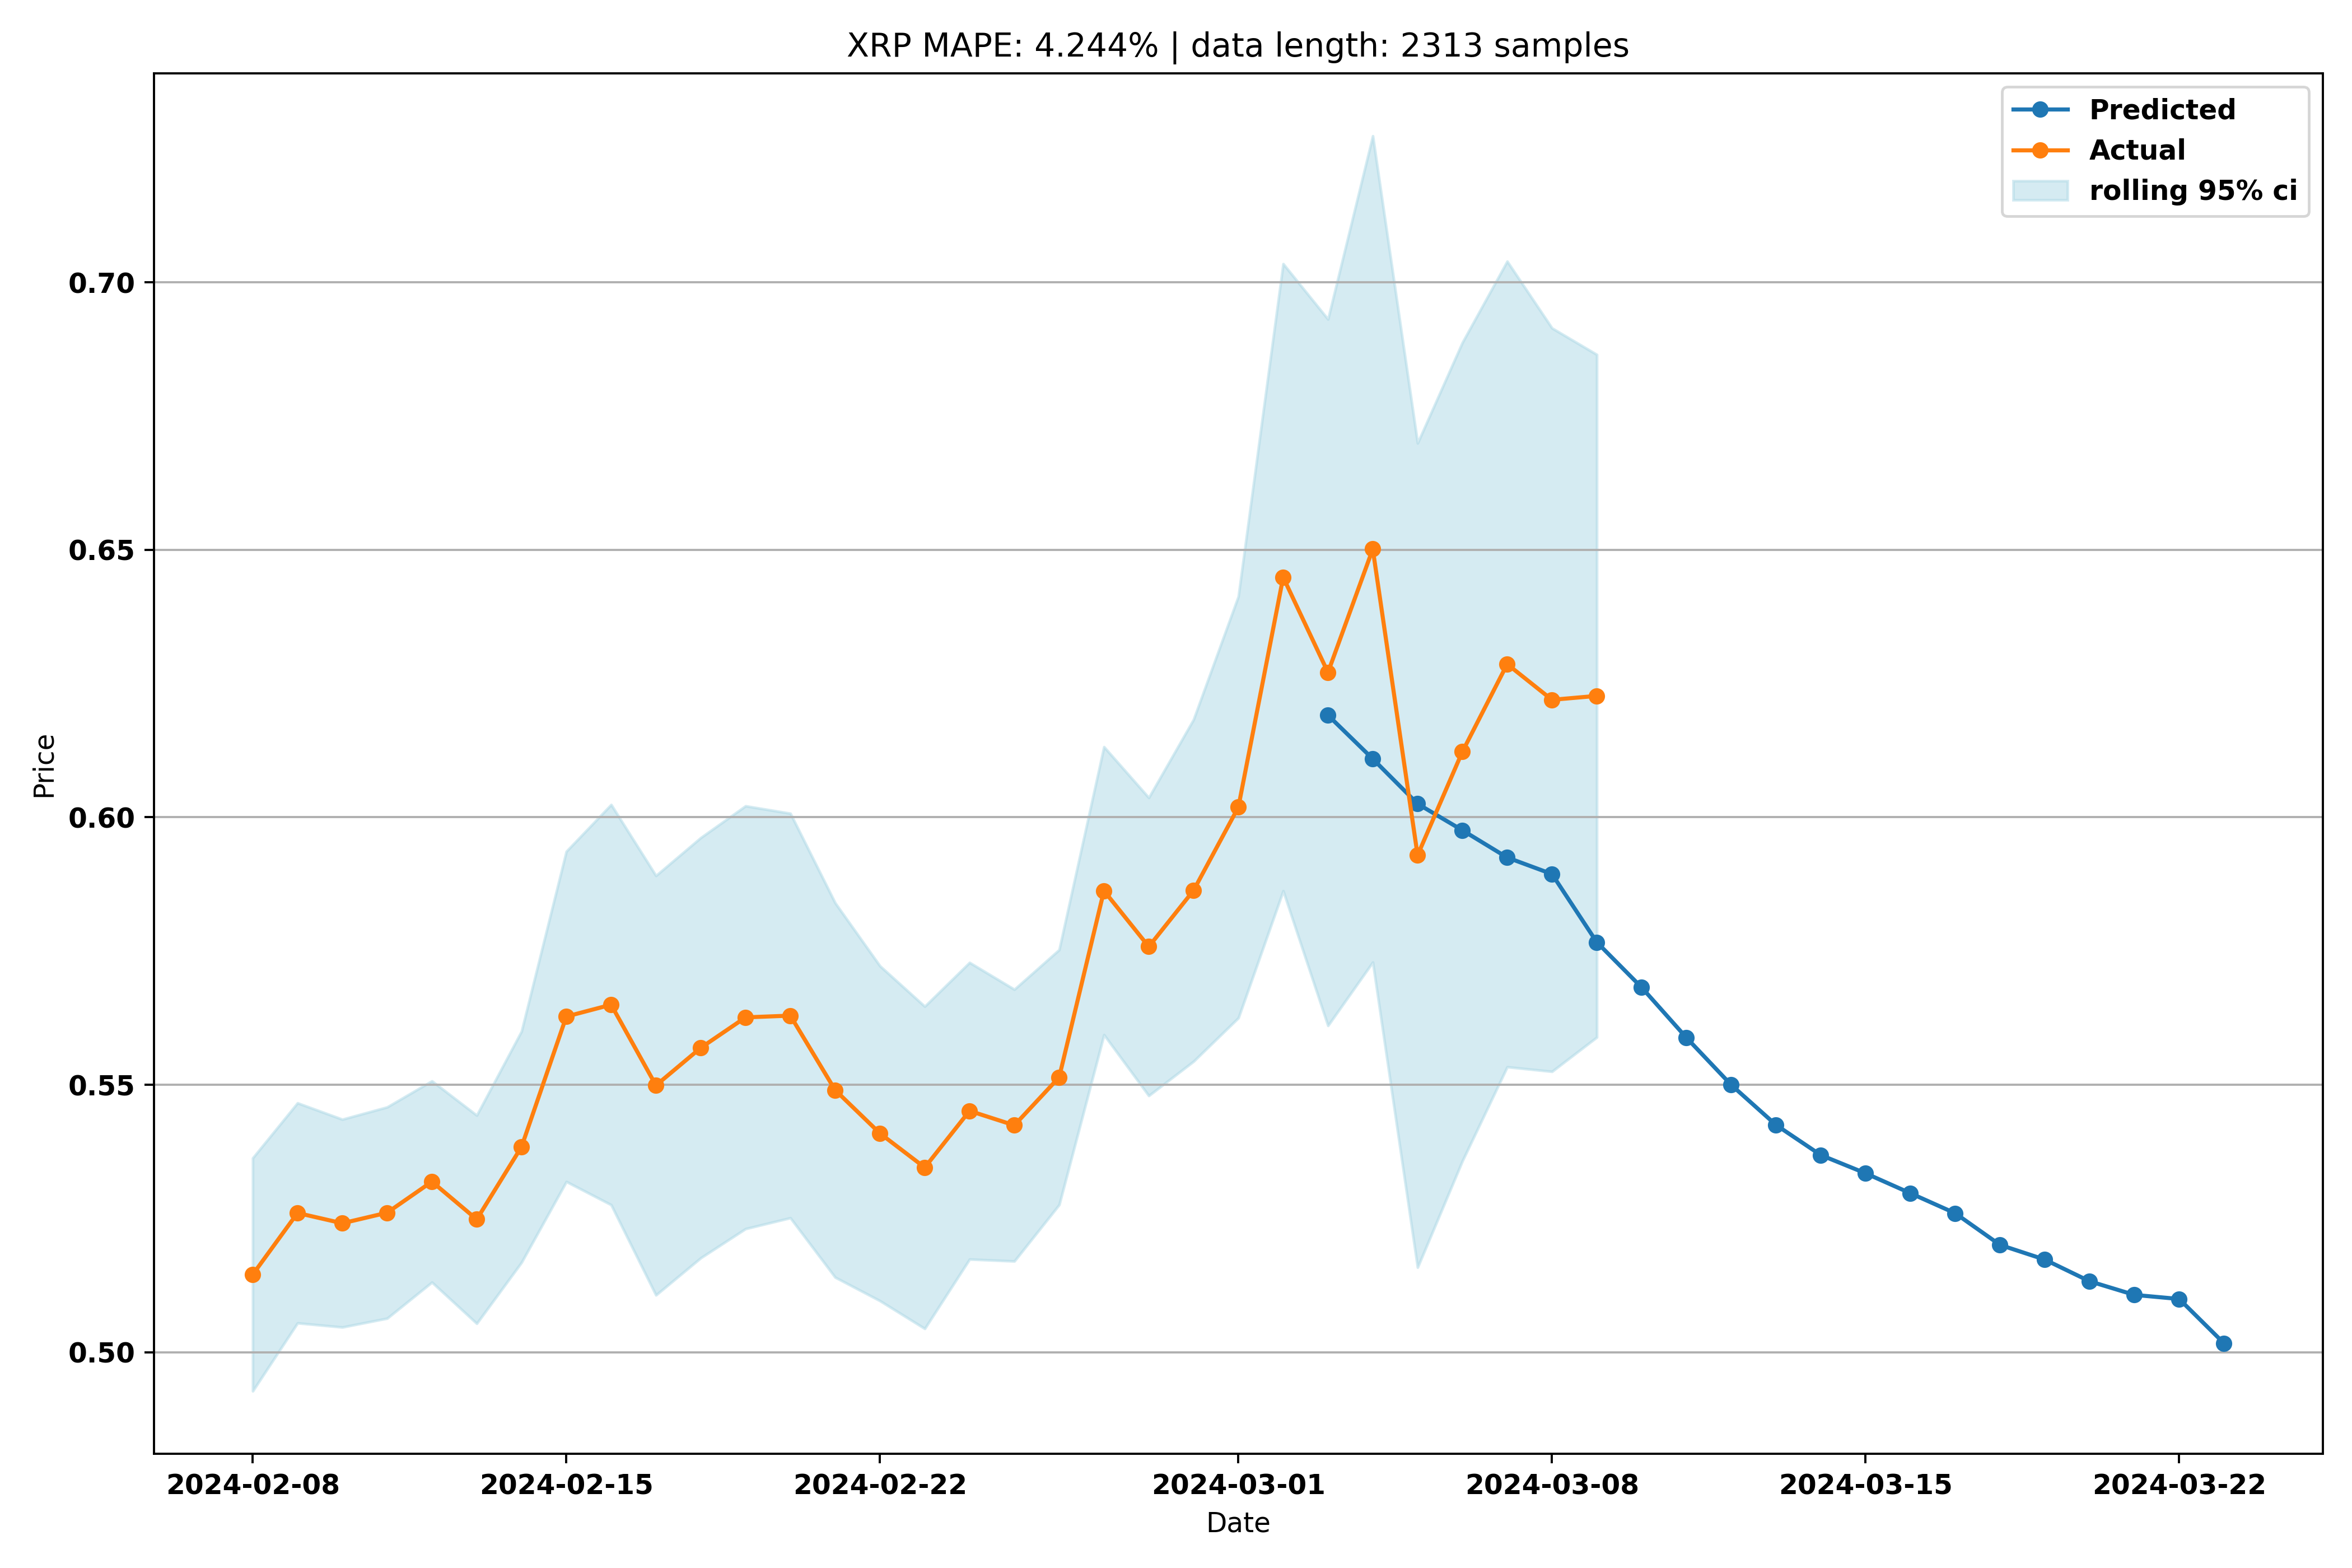 XRP MAPE: 4.244% | data length: 2313 samples
Predicted
Actual
rolling 95% ci
0.70
0.65
0.60
0.55
0.50
Price
2024-02-08
2024-02-15
2024-02-22
2024-03-01
2024-03-08
2024-03-15
2024-03-22
Date